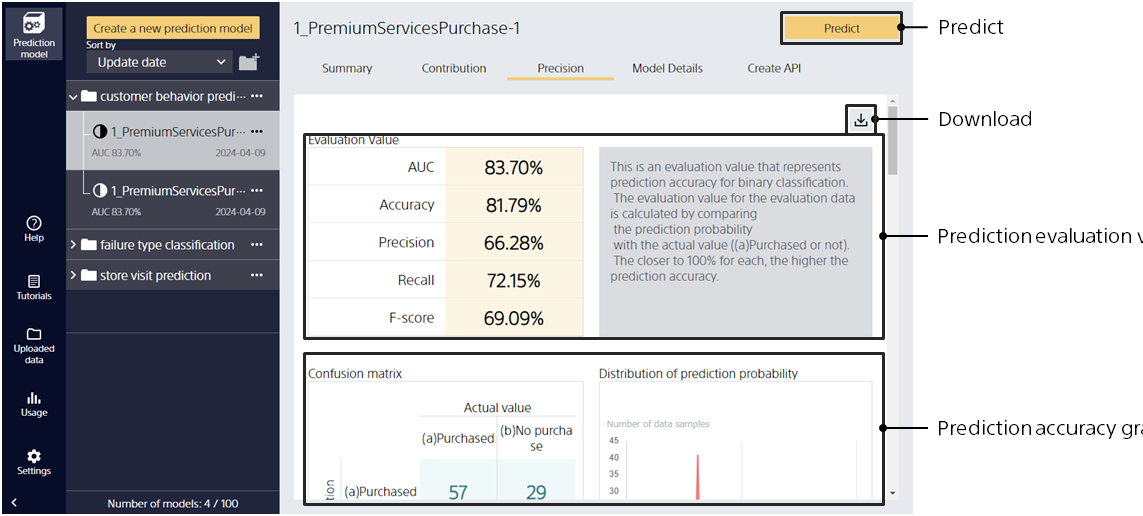 Prediction
model
Help
Tutorials
Uploaded
data
Usage
Settings
Create a new prediction model
Sort by
Update date
customer behavior predi···
1_PremiumServicesPur···
AUC 83.70%
2024-04-09
1_PremiumServicesPur···
AUC 83.70%
2024-04-09
failure type classification
store visit prediction
Number of models: 4 / 100
1_PremiumServicesPurchase-1
Predict
Summary
Contribution
Precision
Model Details
Create API
Evaluation Value
AUC 83.70%
Accuracy 81.79%
Precision 66.28%
Recall 72.15%
F-score 69.09%
This is an evaluation value that represents
prediction accuracy for binary classification.
The evaluation value for the evaluation data
is calculated by comparing
the prediction probability
with the actual value ((a)Purchased or not).
The closer to 100% for each, the higher the
prediction accuracy.
Confusion matrix
Actual value
(a)Purchased
(b)No purcha
se
(a)Purchased 57 29
Distribution of prediction probability
Number of data samples
45
40
35
30
Predict
Download
Prediction evaluation
Prediction accuracy